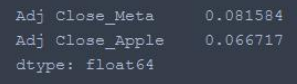 Adj Close_Meta     0.081584
Adj Close_Apple    0.066717
dtype: float64